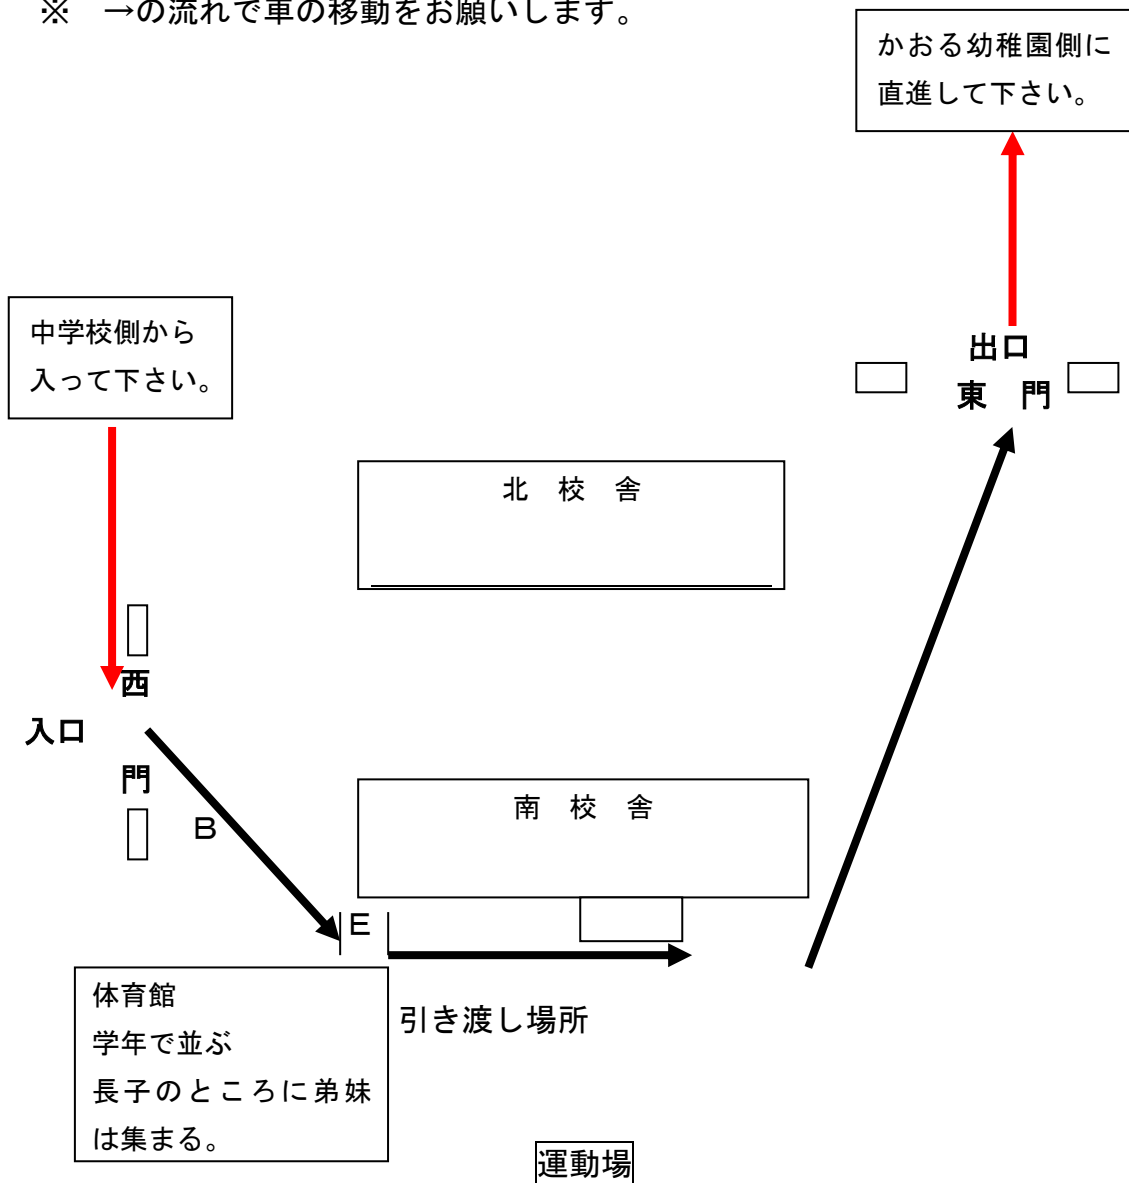 ※　→の流れで車の移動をお願いします。
かおる幼稚園側に
直進して下さい。
中学校側から
入って下さい。
出口
東　門
北　校　舎
西
入口
門
南　校　舎
B
E
体育館
学年で並ぶ
長子のところに弟妹
は集まる。
引き渡し場所
運動場